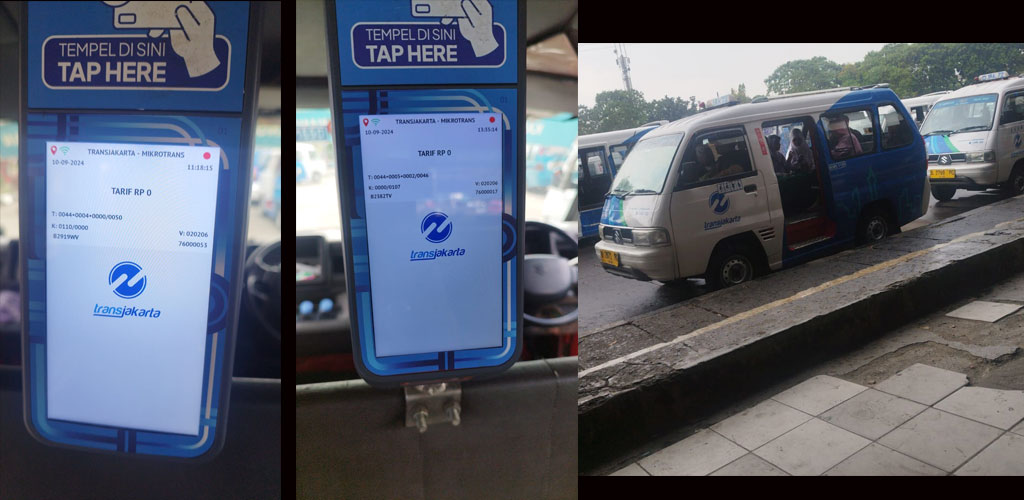 TEMPEL DI SINI
TAP HERE
TRANSJAKARTA - MIKROTRANS
10-09-2024
11:18:15
TARIF RP 0
T: 0044+0004+0000/0050
K: 0110/0000
V: 020206
B2919WV
76000053
transjakarta
TEMPEL DI SINI
TAP HERE
TRANSJAKARTA - MIKROTRANS
10-09-2024
13:55:14
TARIF RP 0
T: 0044+0005+0002/0046
K: 0000/0107
V: 020206
B2382TV
76000017
transjakarta
transjakarta